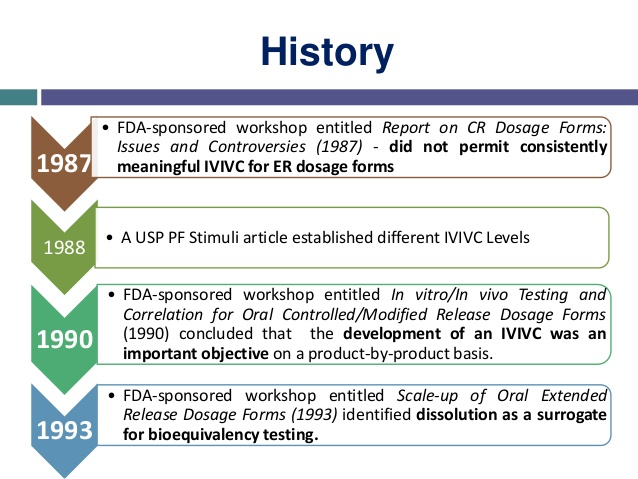 History
1987
• FDA-sponsored workshop entitled Report on CR Dosage Forms:
Issues and Controversies (1987) - did not permit consistently
meaningful IVIVC for ER dosage forms
1988
• A USP PF Stimuli article established different IVIVC Levels
1990
• FDA-sponsored workshop entitled In vitro/In vivo Testing and
Correlation for Oral Controlled/Modified Release Dosage Forms
(1990) concluded that the development of an IVIVC was an
important objective on a product-by-product basis.
1993
• FDA-sponsored workshop entitled Scale-up of Oral Extended
Release Dosage Forms (1993) identified dissolution as a surrogate
for bioequivalency testing.